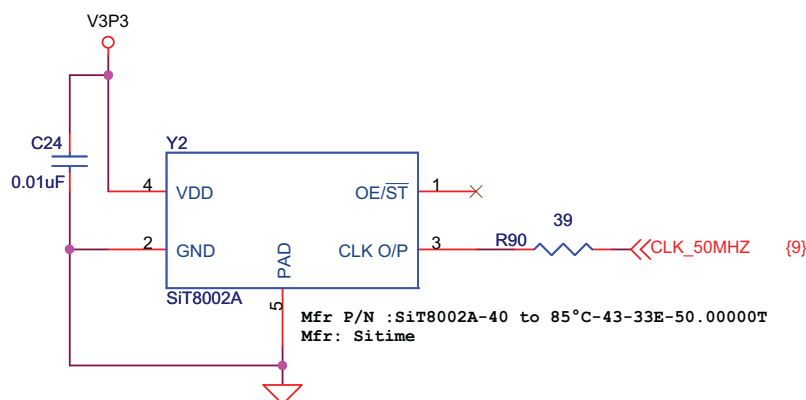 V3P3
C24
0.01uF
Y2
4
VDD
OE/ST
1
2
GND
PAD
CLK O/P
3
R90
39
CLK_50MHZ
{9}
SiT8002A
5
Mfr P/N :SiT8002A-40 to 85°C-43-33E-50.00000T
Mfr: Sitime